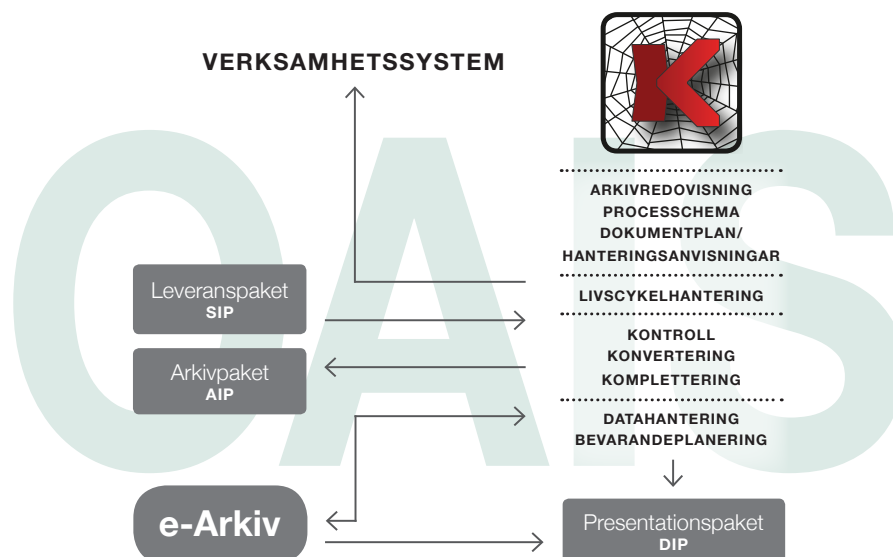 VERKSAMHETSSYSTEM
K
OAIS
ARKIVREDOVISNING
PROCESSCHEMA
DOKUMENTPLAN/
HANTERINGSANVISNINGAR
Leveranspaket
SIP
LIVSCYKELHANTERING
KONTROLL
KONVERTERING
KOMPLETTERING
Arkivpaket
AIP
DATAHANTERING
BEVARANDEPLANERING
e-Arkiv
Presentationspaket
DIP